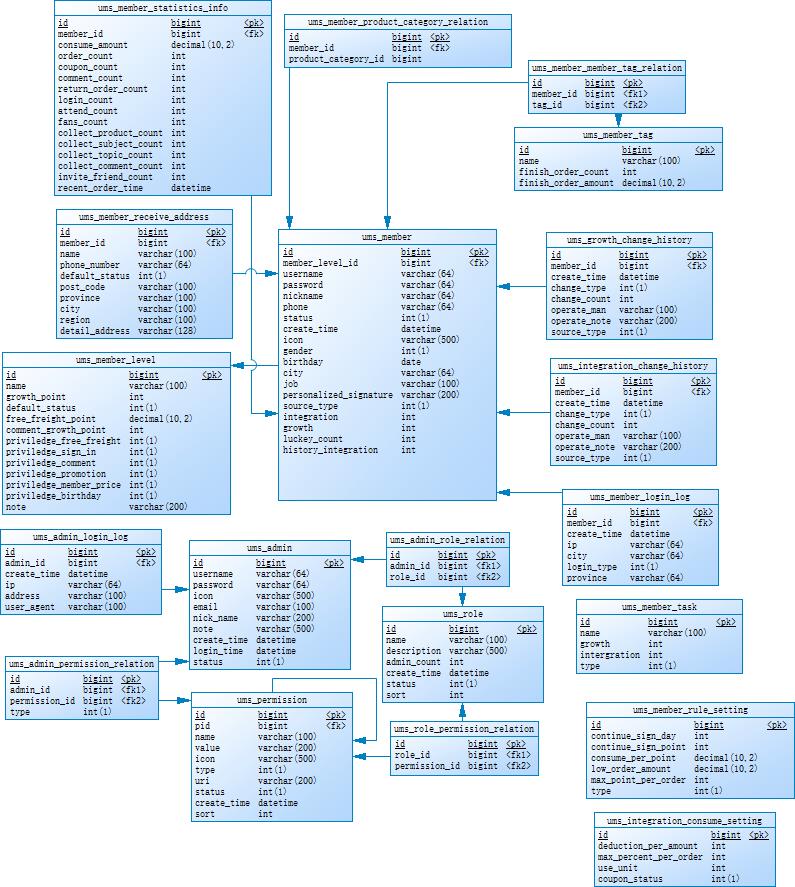 ums_member_statistics_info
id bigint <pk>
member_id bigint <fk>
consume_amount decimal(10,2)
order_count int
coupon_count int
comment_count int
return_order_count int
login_count int
attend_count int
fans_count int
collect_product_count int
collect_subject_count int
collect_topic_count int
collect_comment_count int
invite_friend_count int
recent_order_time datetime
ums_member_product_category_relation
id bigint <pk>
member_id bigint <fk>
product_category_id bigint
ums_member_member_tag_relation
id bigint <pk>
member_id bigint <fk1>
tag_id bigint <fk2>
ums_member_tag
id bigint <pk>
name varchar(100)
finish_order_count int
finish_order_amount decimal(10,2)
ums_member_receive_address
id bigint <pk>
member_id bigint <fk>
name varchar(100)
phone_number varchar(64)
default_status int(1)
post_code varchar(100)
province varchar(100)
city varchar(100)
region varchar(100)
detail_address varchar(128)
ums_member
id bigint <pk>
member_level_id bigint <fk>
username varchar(64)
password varchar(64)
nickname varchar(64)
phone varchar(64)
status int(1)
create_time datetime
icon varchar(500)
gender int(1)
birthday date
city varchar(64)
job varchar(100)
personalized_signature varchar(200)
source_type int(1)
integration int
growth int
luckey_count int
history_integration int
ums_growth_change_history
id bigint <pk>
member_id bigint <fk>
create_time datetime
change_type int(1)
change_count int
operate_man varchar(100)
operate_note varchar(200)
source_type int(1)
ums_member_level
id bigint <pk>
name varchar(100)
growth_point int
default_status int(1)
free_freight_point decimal(10,2)
comment_growth_point int
priviledge_free_freight int(1)
priviledge_sign_in int(1)
priviledge_comment int(1)
priviledge_promotion int(1)
priviledge_member_price int(1)
priviledge_birthday int(1)
note varchar(200)
ums_integration_change_history
id bigint <pk>
member_id bigint <fk>
create_time datetime
change_type int(1)
change_count int
operate_man varchar(100)
operate_note varchar(200)
source_type int(1)
ums_member_login_log
id bigint <pk>
member_id bigint <fk>
create_time datetime
ip varchar(64)
city varchar(64)
login_type int(1)
province varchar(64)
ums_admin_login_log
id bigint <pk>
admin_id bigint <fk>
create_time datetime
ip varchar(64)
address varchar(100)
user_agent varchar(100)
ums_admin
id bigint <pk>
username varchar(64)
password varchar(64)
icon varchar(500)
email varchar(100)
nick_name varchar(200)
note varchar(500)
create_time datetime
login_time datetime
status int(1)
ums_admin_role_relation
id bigint <pk>
admin_id bigint <fk1>
role_id bigint <fk2>
ums_role
id bigint <pk>
name varchar(100)
description varchar(500)
admin_count int
create_time datetime
status int(1)
sort int
ums_member_task
id bigint <pk>
name varchar(100)
growth int
intergration int
type int(1)
ums_admin_permission_relation
id bigint <pk>
admin_id bigint <fk1>
permission_id bigint <fk2>
type int(1)
ums_permission
id bigint <pk>
pid bigint <fk>
name varchar(100)
value varchar(200)
icon varchar(500)
type int(1)
uri varchar(200)
status int(1)
create_time datetime
sort int
ums_role_permission_relation
id bigint <pk>
role_id bigint <fk1>
permission_id bigint <fk2>
ums_member_rule_setting
id bigint <pk>
continue_sign_day int
continue_sign_point int
consume_per_point decimal(10,2)
low_order_amount decimal(10,2)
max_point_per_order int
type int(1)
ums_integration_consume_setting
id bigint <pk>
deduction_per_amount int
max_percent_per_order int
use_unit int
coupon_status int(1)